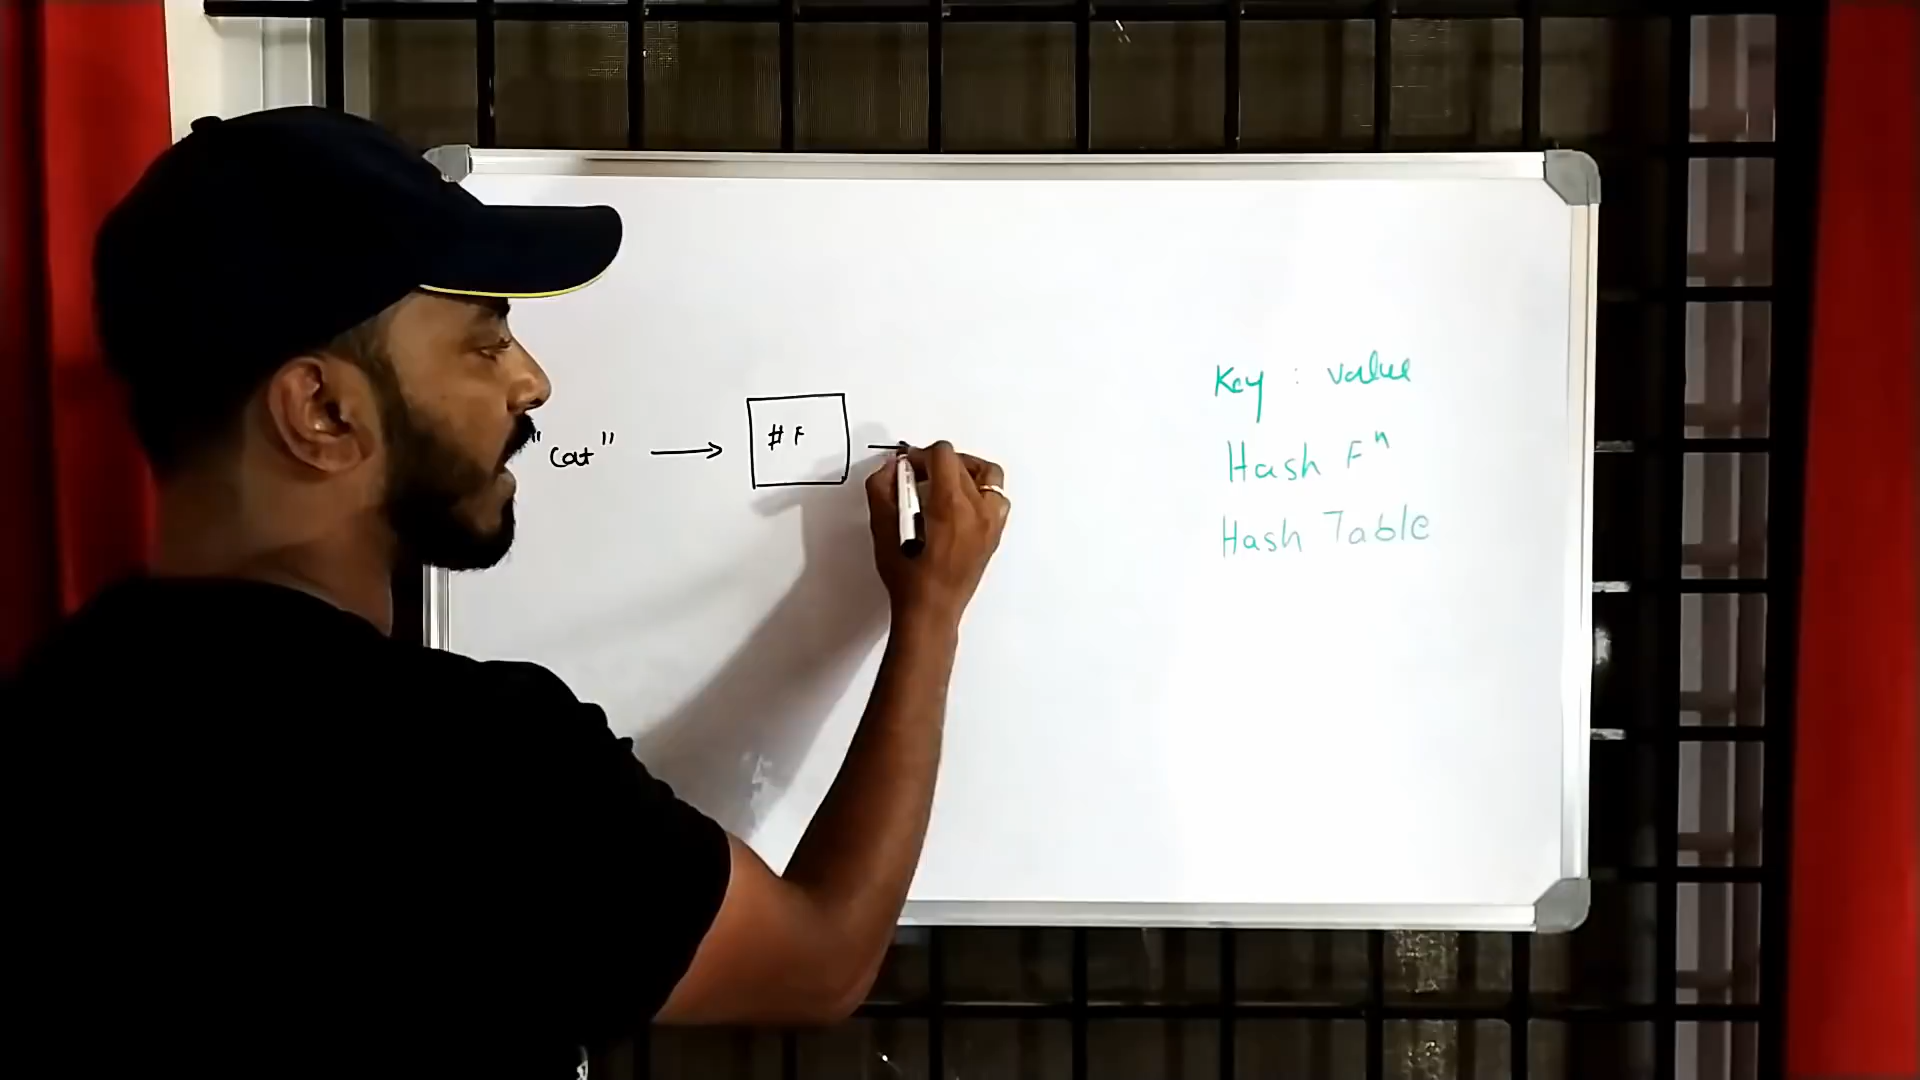 "Cat" → #F
Key : value
Hash Fⁿ
Hash Table